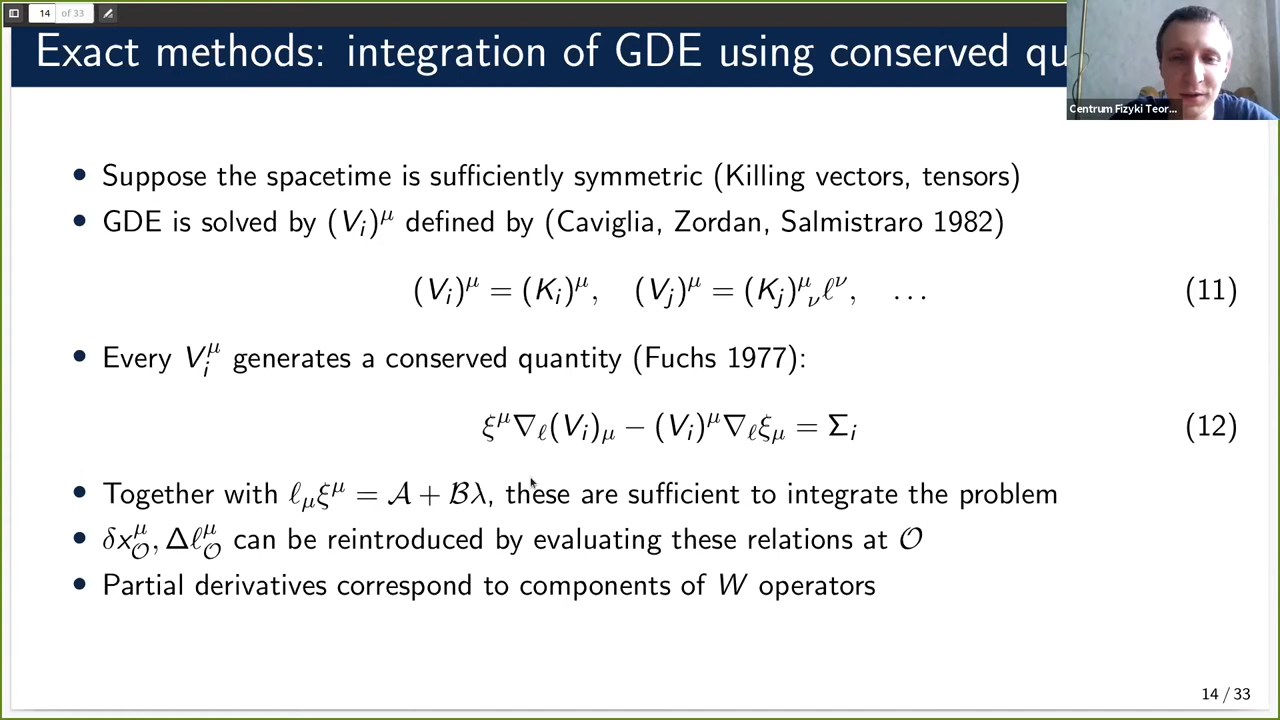 14 of 33
Exact methods: integration of GDE using conserved qu
Centrum Fizyki Teor...
• Suppose the spacetime is sufficiently symmetric (Killing vectors, tensors)
• GDE is solved by (V_i)^μ defined by (Caviglia, Zordan, Salmistraro 1982)
(V_i)^μ = (K_i)^μ, (V_j)^μ = (K_j)^μ_ν ℓ^ν, ... (11)
• Every V_i^μ generates a conserved quantity (Fuchs 1977):
ξ^μ ∇_ℓ (V_i)_μ − (V_i)^μ ∇_ℓ ξ_μ = Σ_i (12)
• Together with ℓ_μ ξ^μ = 𝒜 + ℬλ, these are sufficient to integrate the problem
• δx_𝒪^μ, Δℓ_𝒪^μ can be reintroduced by evaluating these relations at 𝒪
• Partial derivatives correspond to components of W operators
14 / 33